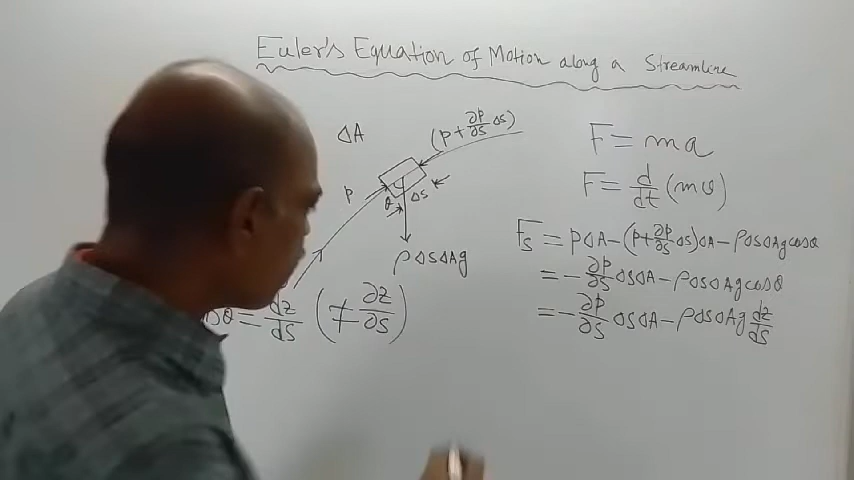 Euler's Equation of Motion along a Streamline
ΔA
(p + ∂p/∂s Δs)
p
θ
Δs
ρΔsΔAg
θ = dz/ds (≠ ∂z/∂s)
F = ma
F = d/dt (mv)
Fs = pΔA − (p + ∂p/∂s Δs)ΔA − ρΔsΔAg cosθ
= − ∂p/∂s ΔsΔA − ρΔsΔAg cosθ
= − ∂p/∂s ΔsΔA − ρΔsΔAg dz/ds